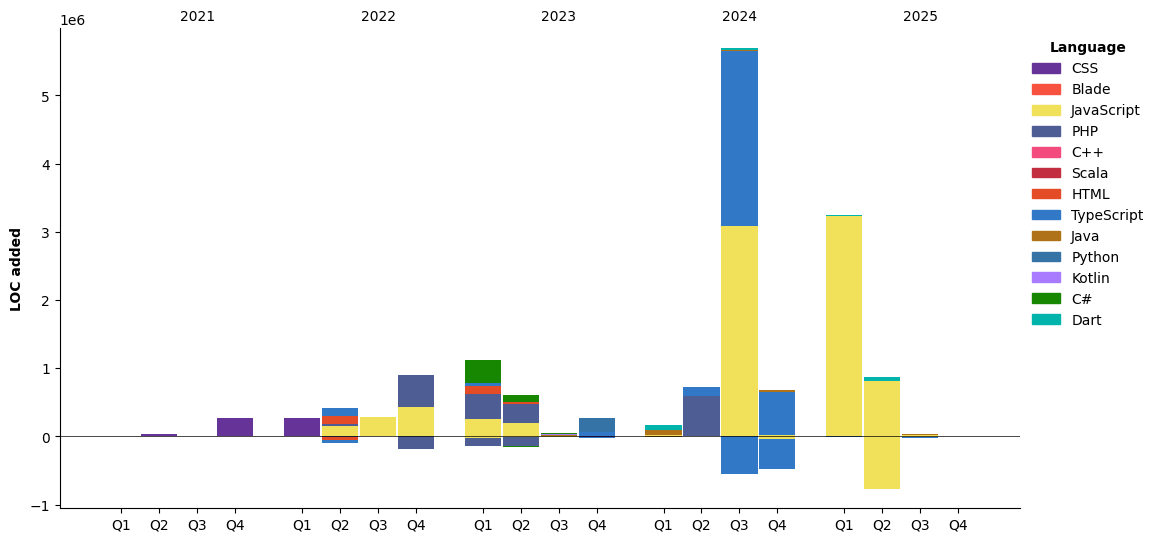 1e6
2021 2022 2023 2024 2025
LOC added
5
4
3
2
1
0
−1
Q1 Q2 Q3 Q4 Q1 Q2 Q3 Q4 Q1 Q2 Q3 Q4 Q1 Q2 Q3 Q4 Q1 Q2 Q3 Q4
Language
CSS
Blade
JavaScript
PHP
C++
Scala
HTML
TypeScript
Java
Python
Kotlin
C#
Dart